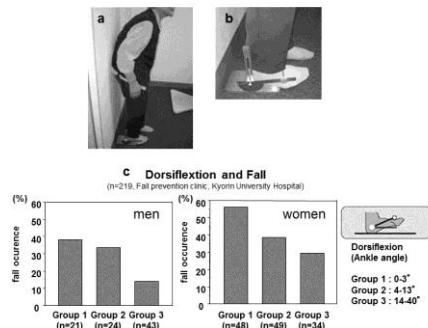 a
b
c Dorsiflextion and Fall
(n=219, Fall prevention clinic, Kyorin University Hospital)
(%)
men
fall occurence
60
50
40
30
20
10
0
Group 1 Group 2 Group 3
(n=21) (n=24) (n=43)
(%)
women
fall occurence
60
50
40
30
20
10
0
Group 1 Group 2 Group 3
(n=48) (n=49) (n=34)
Dorsiflexion
(Ankle angle)
Group 1 : 0-3°
Group 2 : 4-13°
Group 3 : 14-40°